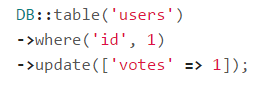 DB::table('users')
->where('id', 1)
->update(['votes' => 1]);